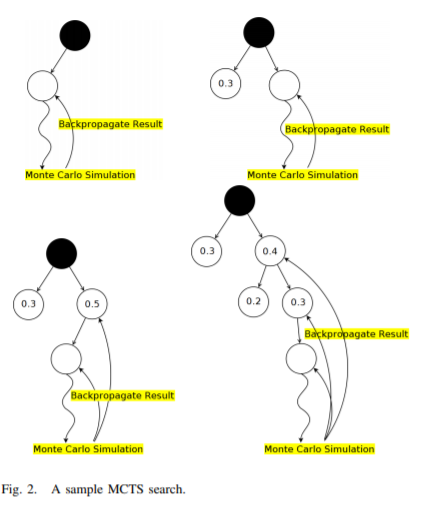 Backpropagate Result
Monte Carlo Simulation
0.3
Backpropagate Result
Monte Carlo Simulation
0.3
0.5
Backpropagate Result
Monte Carlo Simulation
0.3
0.4
0.2
0.3
Backpropagate Result
Monte Carlo Simulation
Fig. 2. A sample MCTS search.